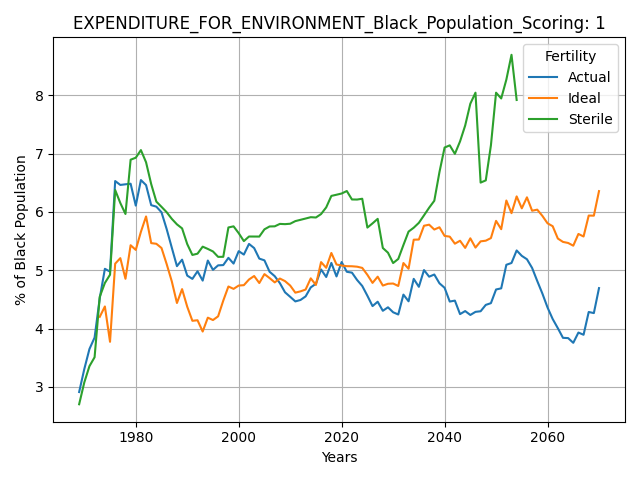 EXPENDITURE_FOR_ENVIRONMENT_Black_Population_Scoring: 1
Fertility
Actual
Ideal
Sterile
% of Black Population
8
7
6
5
4
3
1980 2000 2020 2040 2060
Years